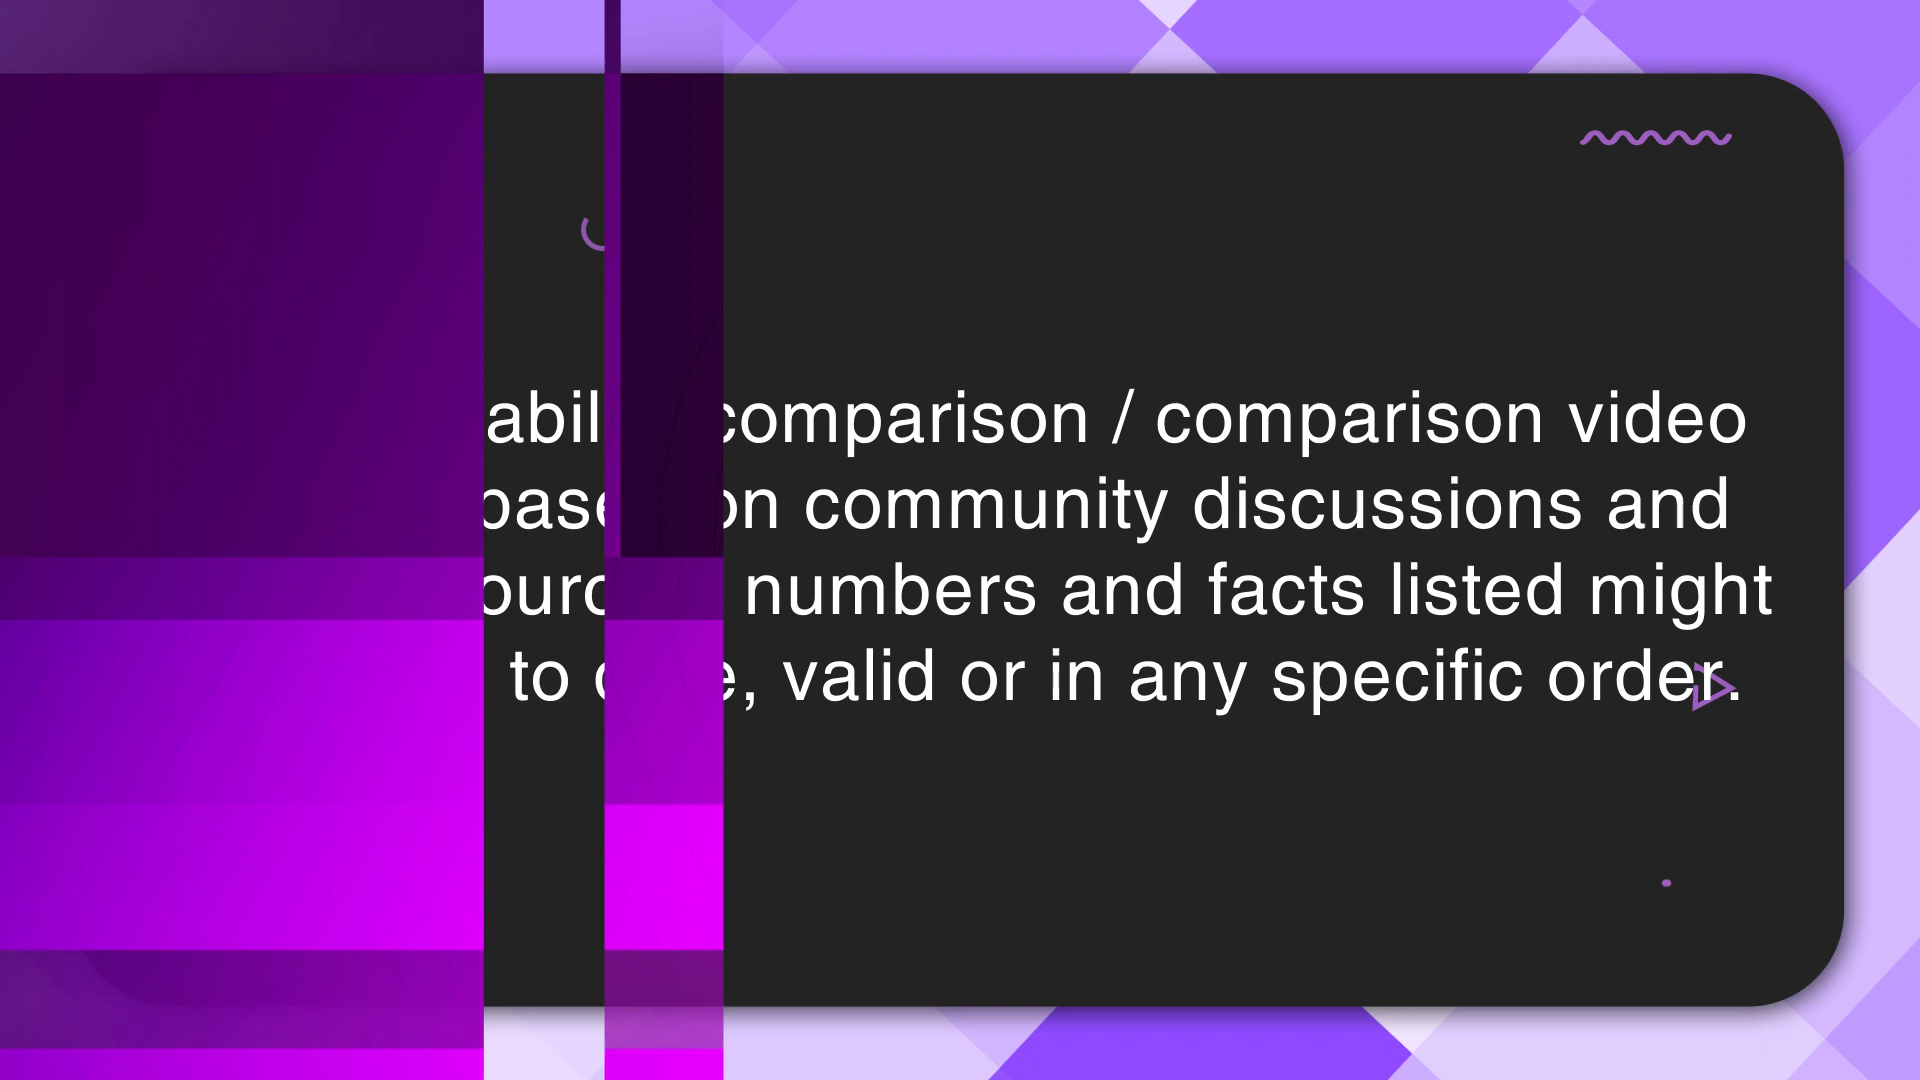 comparison / comparison video
on community discussions and
numbers and facts listed might
to valid or in any specific order.